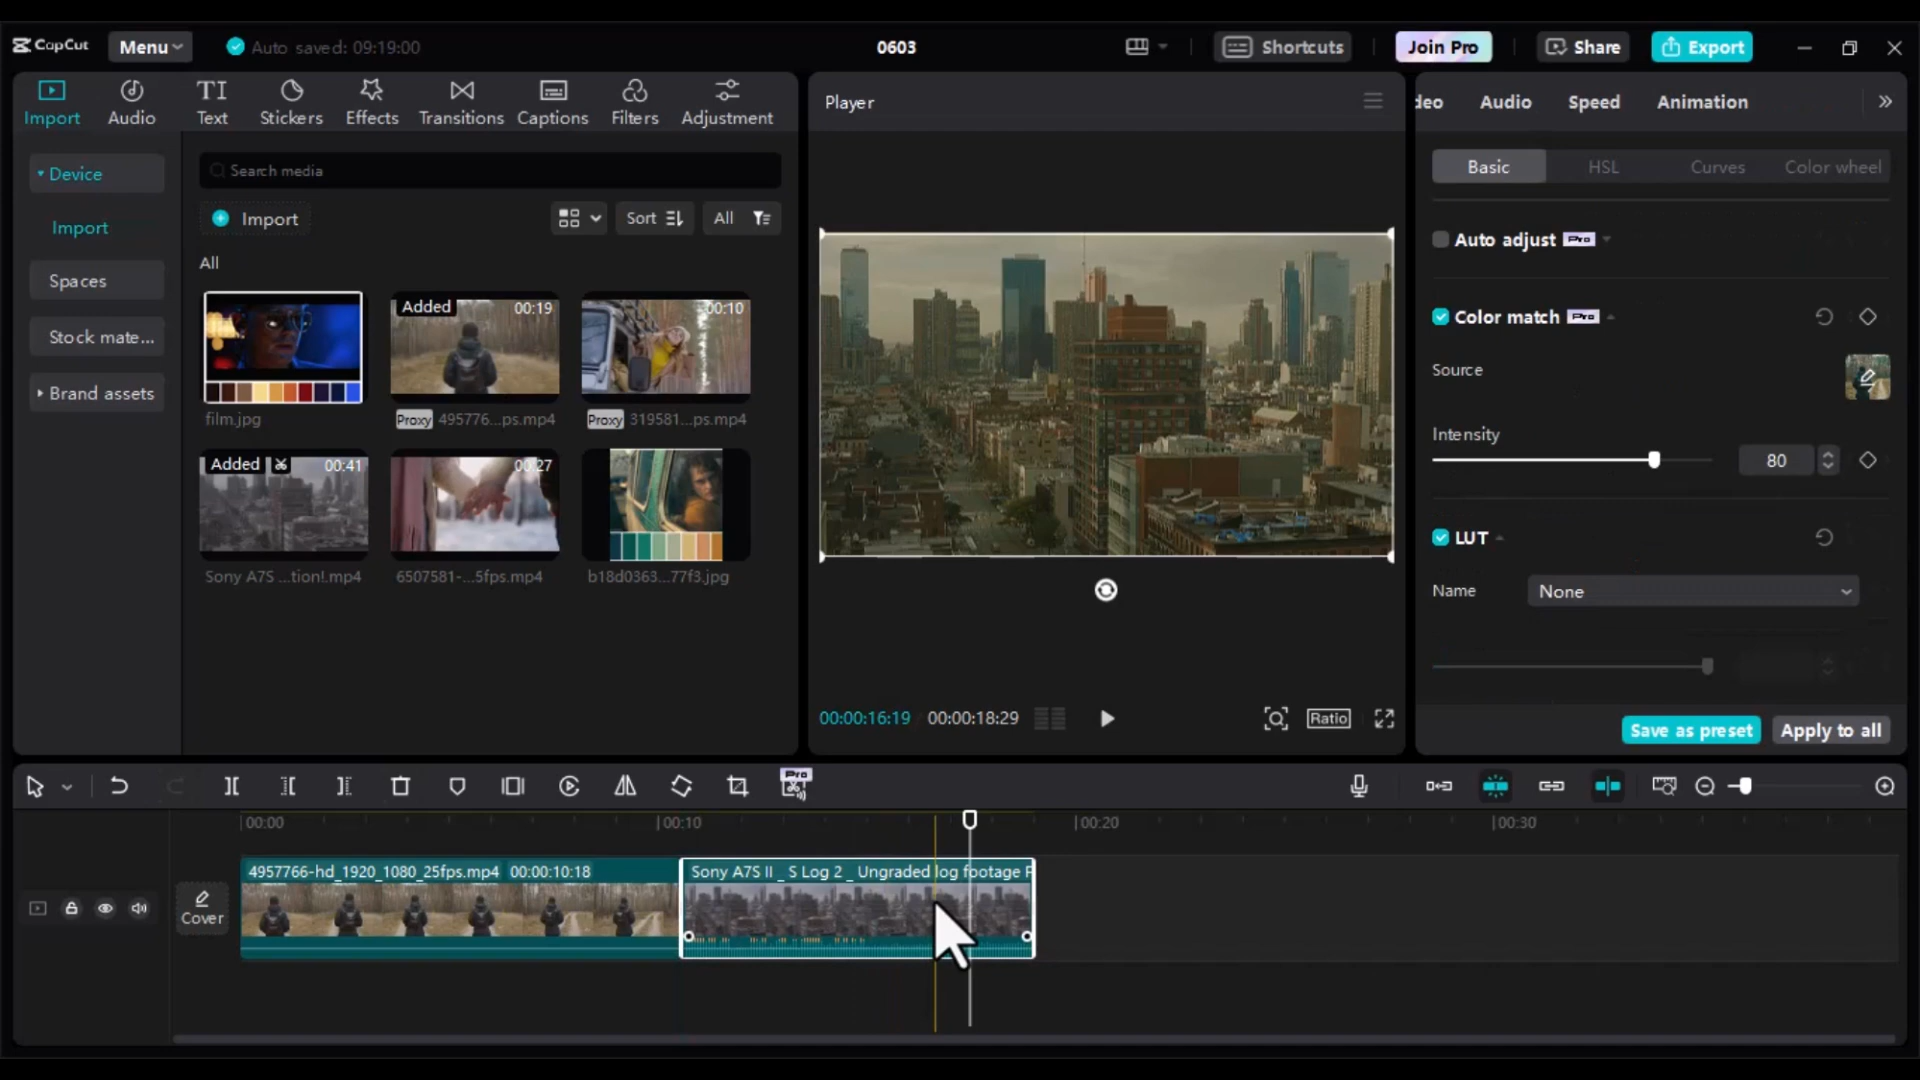 CapCut Menu Auto saved: 09:19:00 0603 Shortcuts Join Pro Share Export
Import Audio Text Stickers Effects Transitions Captions Filters Adjustment
TI
Device
Import
Spaces
Stock mate...
Brand assets
Search media
Import Sort All
All
film.jpg
Added 00:19
Proxy 495776...ps.mp4
00:10
Proxy 319581...ps.mp4
Added 00:41
Sony A7S ...tion!.mp4
00:27
6507581-...5fps.mp4
b18d0363...77f3.jpg
Player
00:00:16:19 00:00:18:29 Ratio
deo Audio Speed Animation
Basic HSL Curves Color wheel
Auto adjust Pro
Color match Pro
Source
Intensity
80
LUT
Name None
Save as preset Apply to all
Pro
00:00 00:10 00:20 00:30
Cover
4957766-hd_1920_1080_25fps.mp4 00:00:10:18
Sony A7S II _ S Log 2 _ Ungraded log footage F